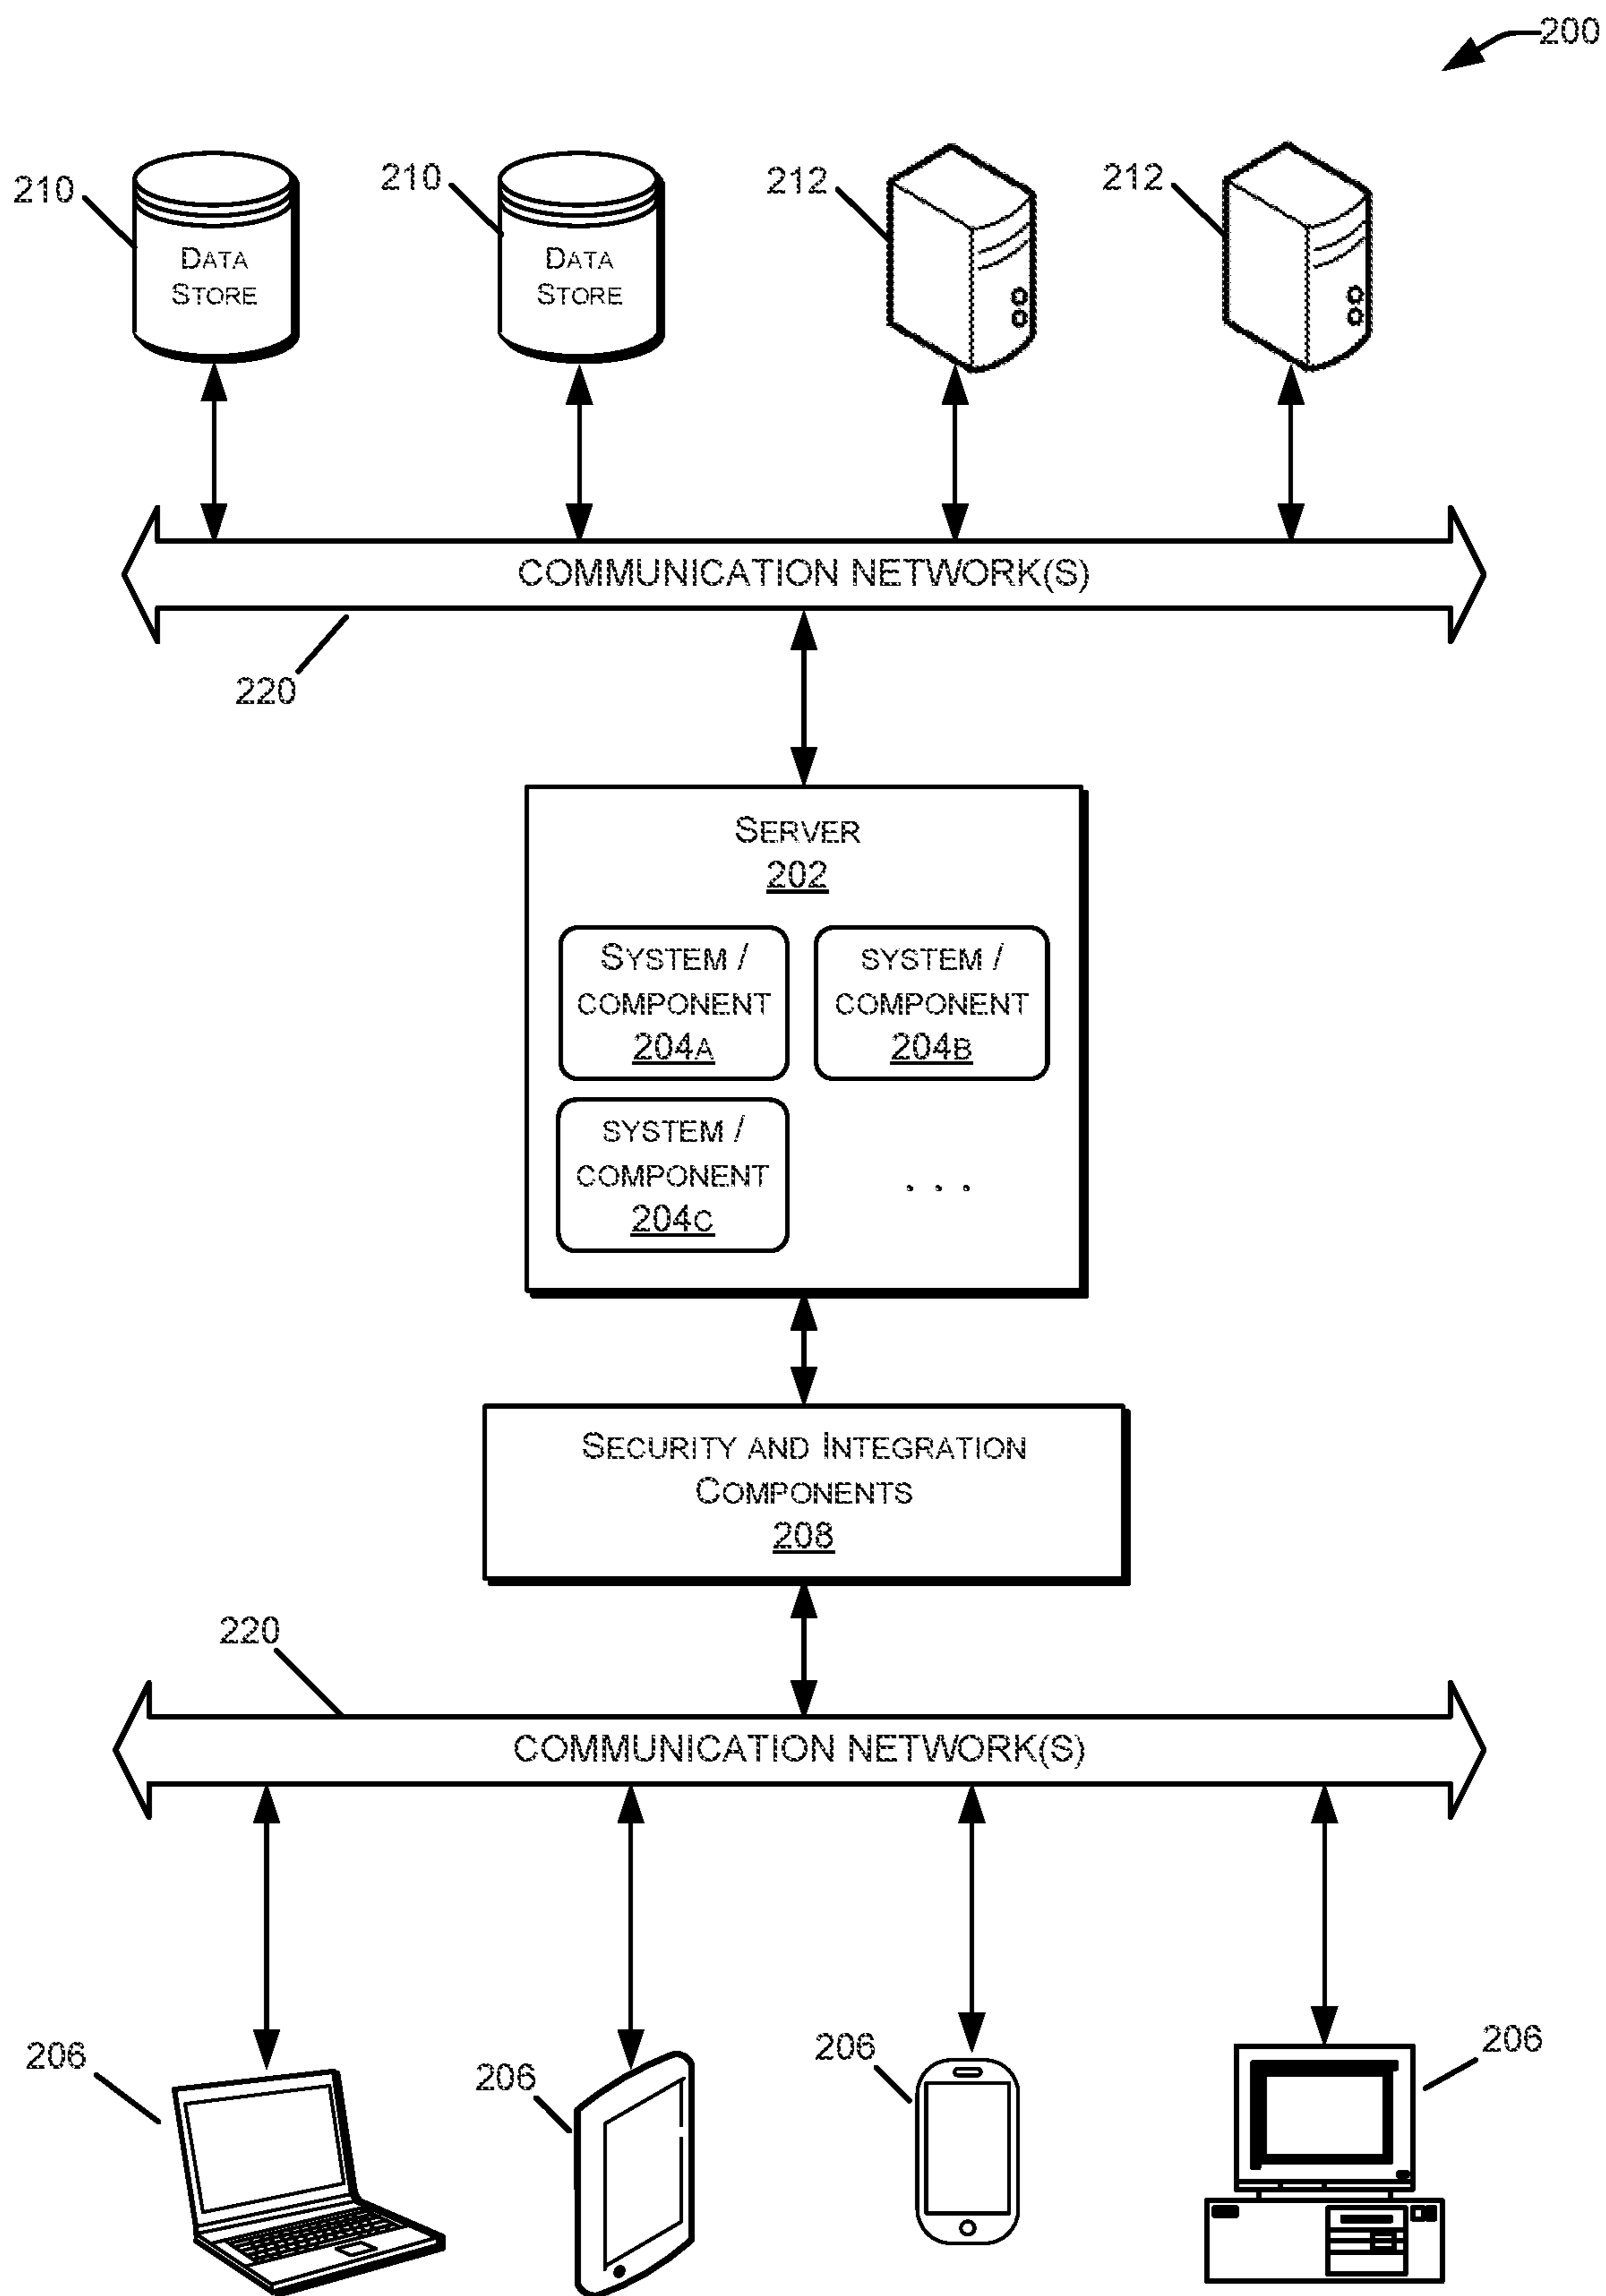 200
210
210
212
212
DATA
STORE
DATA
STORE
COMMUNICATION NETWORK(S)
220
SERVER
202
SYSTEM /
COMPONENT
204A
SYSTEM /
COMPONENT
204B
SYSTEM /
COMPONENT
204C
. . .
SECURITY AND INTEGRATION
COMPONENTS
208
220
COMMUNICATION NETWORK(S)
206
206
206
206